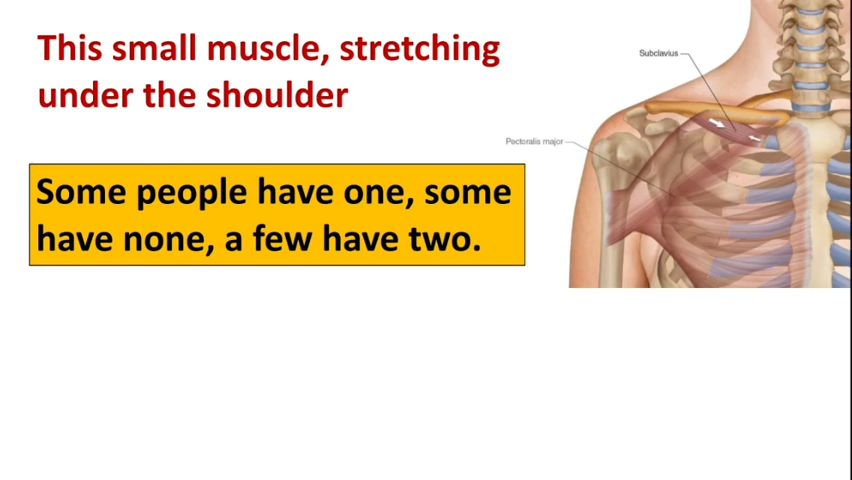 This small muscle, stretching
under the shoulder
Subclavius
Pectoralis major
Some people have one, some
have none, a few have two.